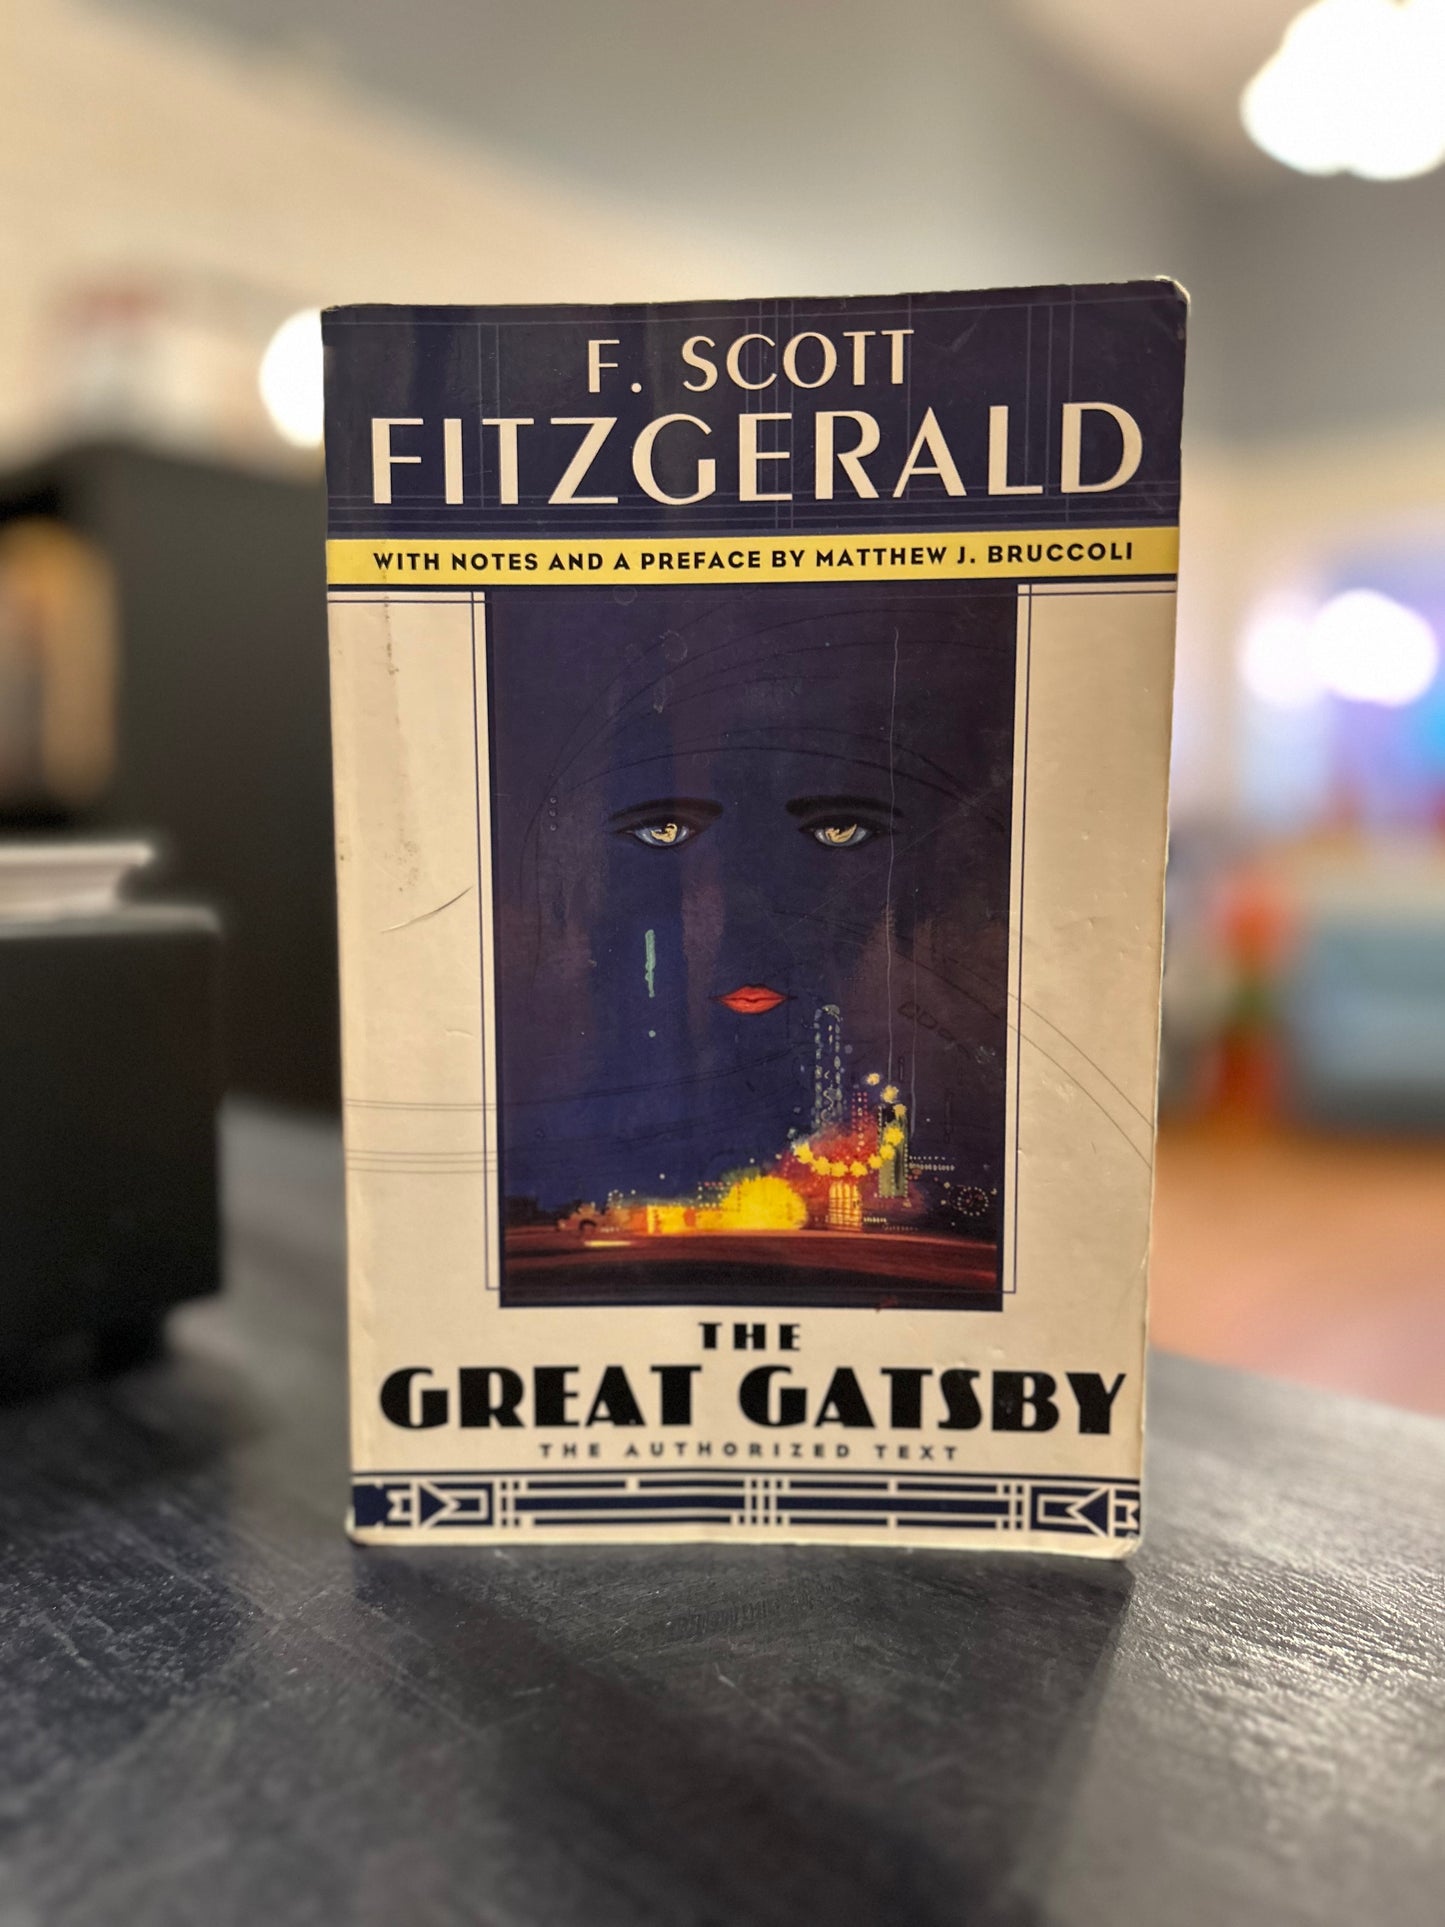 F. SCOTT
FITZGERALD
WITH NOTES AND A PREFACE BY MATTHEW J. BRUCCOLI
THE
GREAT GATSBY
THE AUTHORIZED TEXT